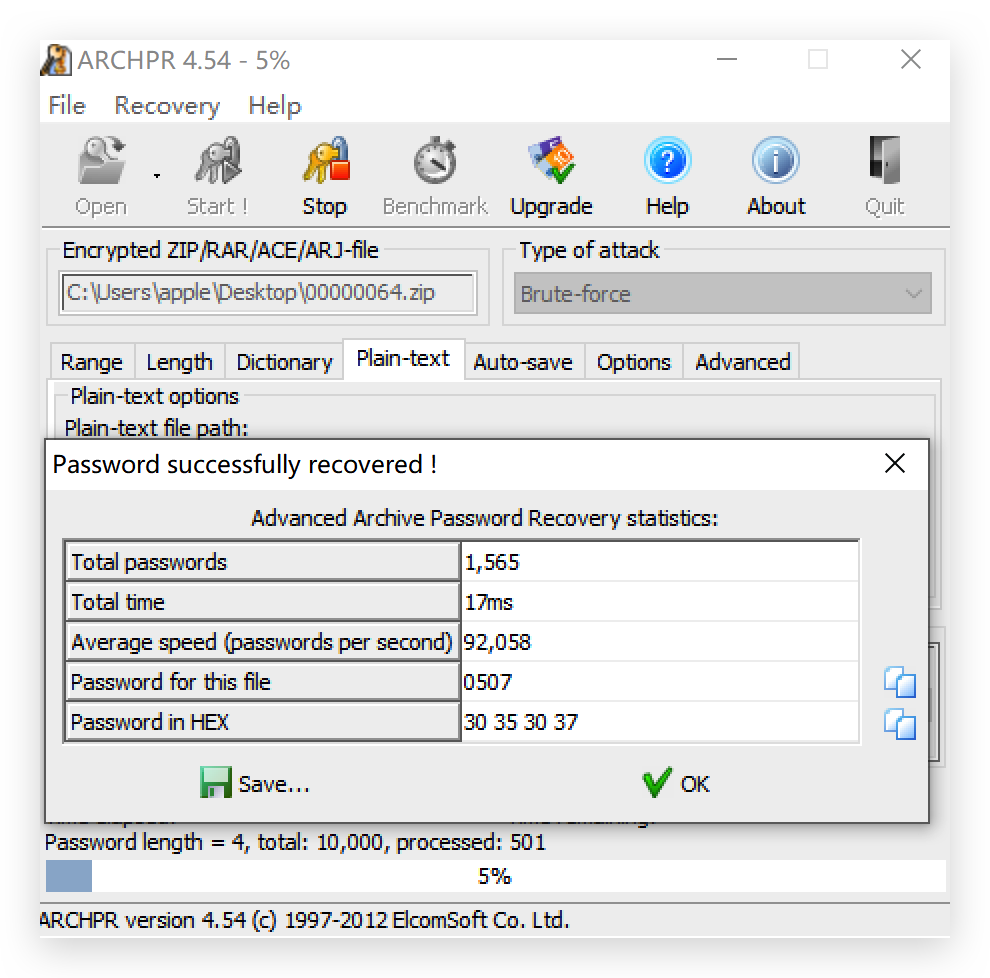 ARCHPR 4.54 - 5%
File Recovery Help
Open Start ! Stop Benchmark Upgrade Help About Quit
Encrypted ZIP/RAR/ACE/ARJ-file Type of attack
C:\Users\apple\Desktop\00000064.zip Brute-force
Range Length Dictionary Plain-text Auto-save Options Advanced
Plain-text options
Plain-text file path:
Password successfully recovered !
Advanced Archive Password Recovery statistics:
Total passwords 1,565
Total time 17ms
Average speed (passwords per second) 92,058
Password for this file 0507
Password in HEX 30 35 30 37
Save... OK
Password length = 4, total: 10,000, processed: 501
5%
ARCHPR version 4.54 (c) 1997-2012 ElcomSoft Co. Ltd.